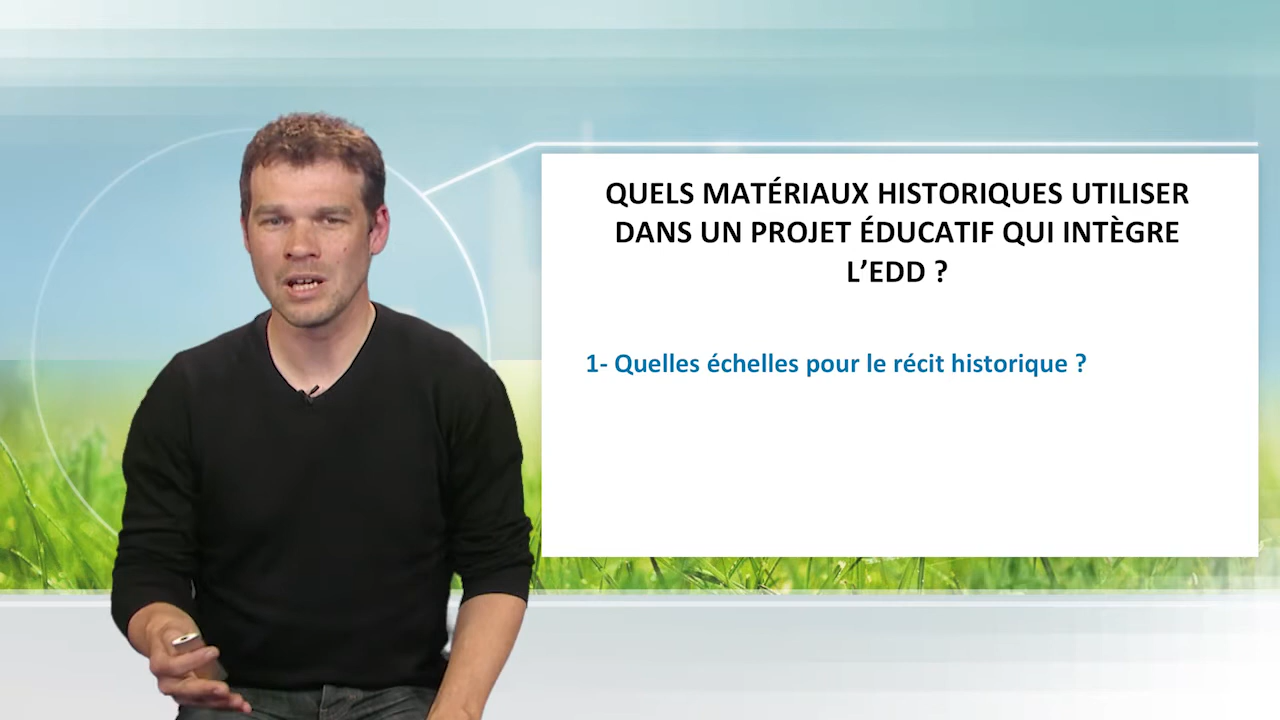 QUELS MATÉRIAUX HISTORIQUES UTILISER
DANS UN PROJET ÉDUCATIF QUI INTÈGRE
L’EDD ?
1- Quelles échelles pour le récit historique ?